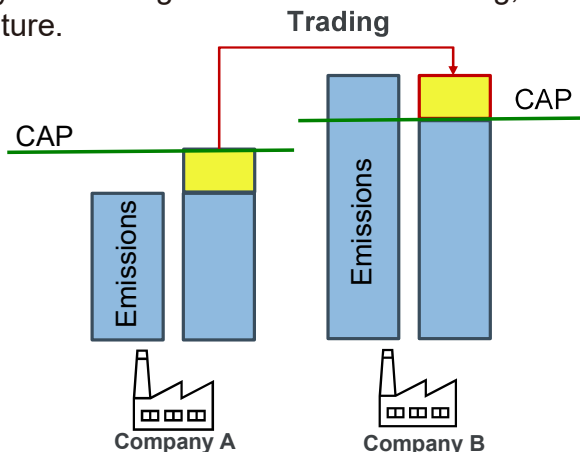 ture.
Trading
CAP
CAP
Emissions
Emissions
Company A
Company B